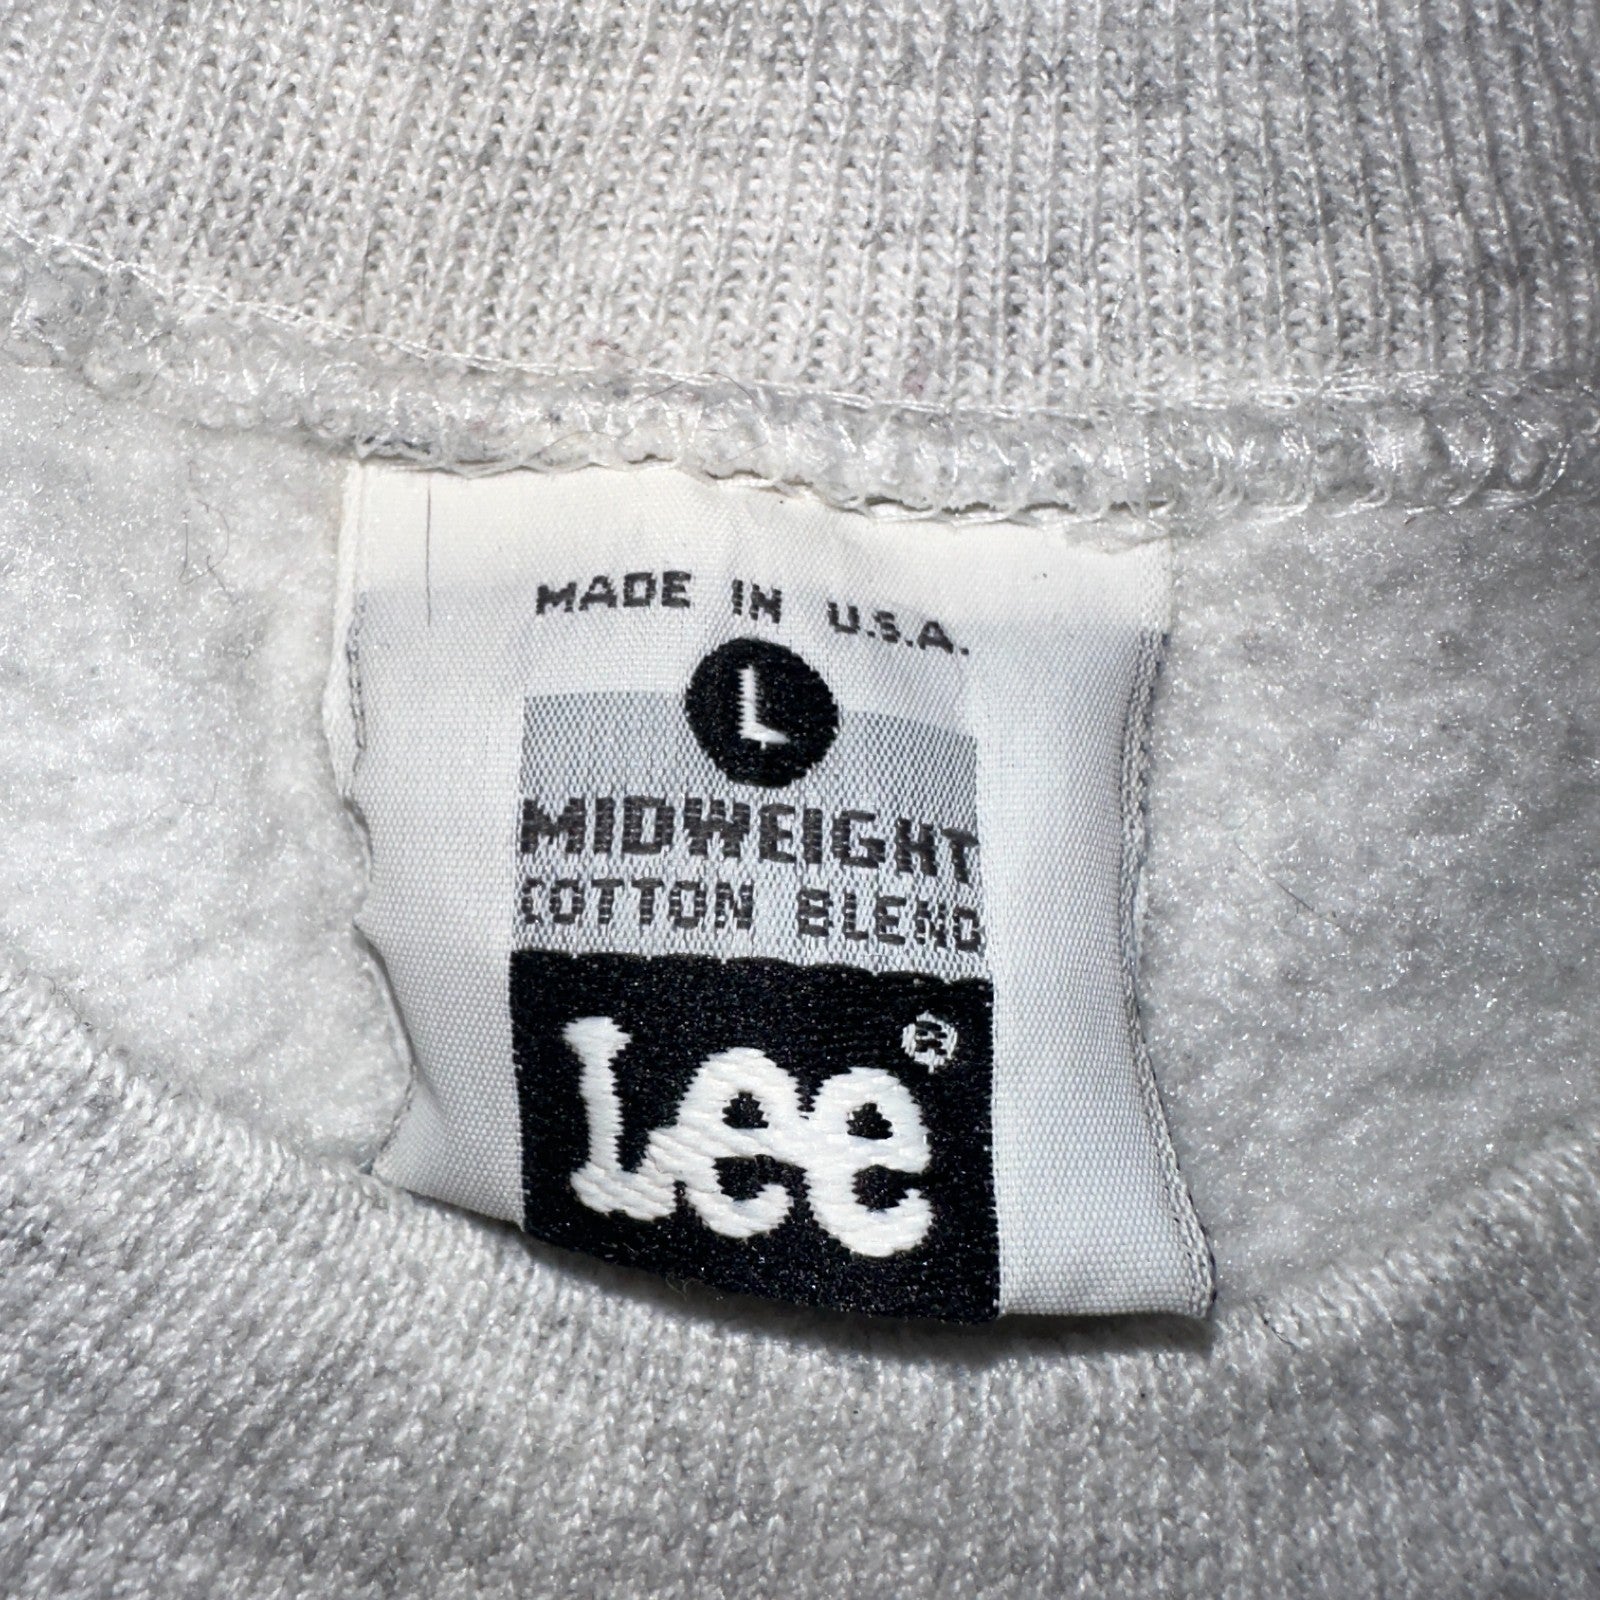 MADE IN U.S.A.
L
MIDWEIGHT
COTTON BLEND
Lee®